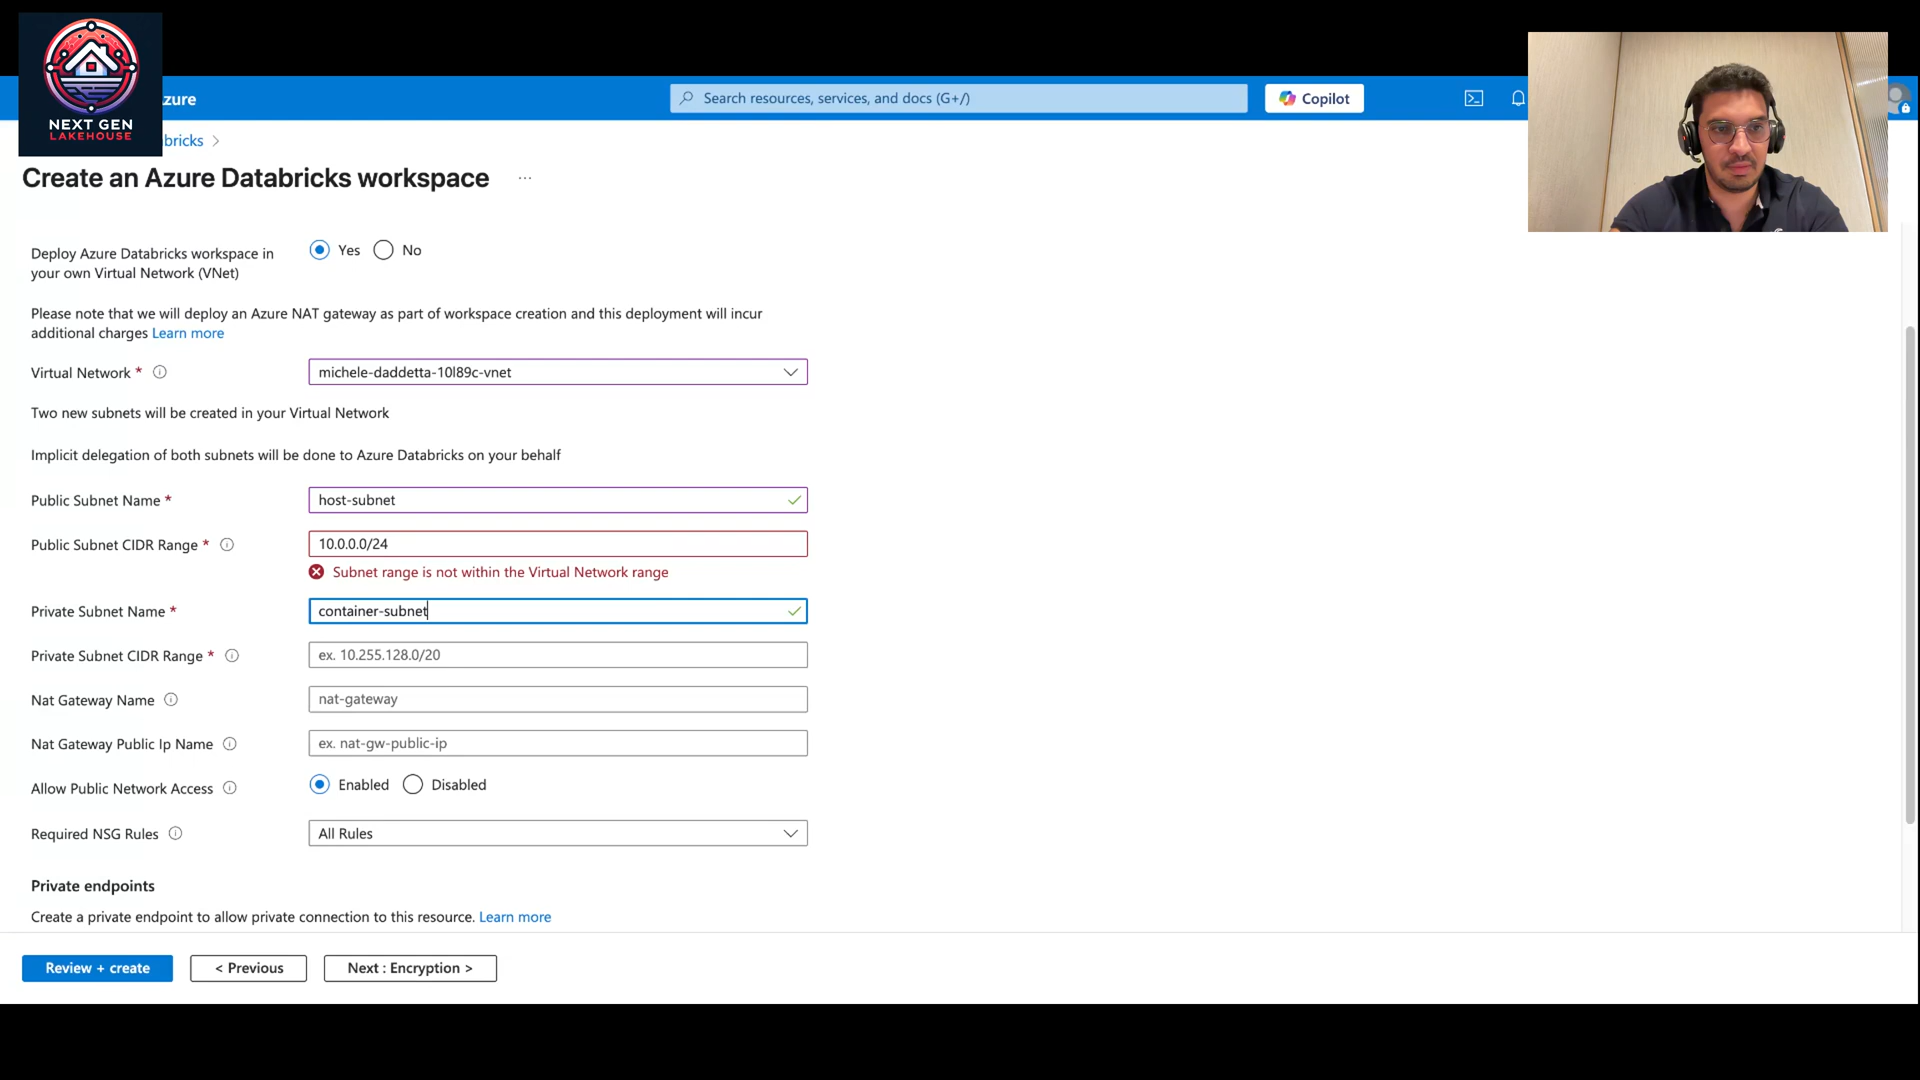 NEXT GEN
LAKEHOUSE
zure
Search resources, services, and docs (G+/)
Copilot
bricks
Create an Azure Databricks workspace
Deploy Azure Databricks workspace in
your own Virtual Network (VNet)
Yes
No
Please note that we will deploy an Azure NAT gateway as part of workspace creation and this deployment will incur
additional charges Learn more
Virtual Network *
michele-daddetta-10l89c-vnet
Two new subnets will be created in your Virtual Network
Implicit delegation of both subnets will be done to Azure Databricks on your behalf
Public Subnet Name *
host-subnet
Public Subnet CIDR Range *
10.0.0.0/24
Subnet range is not within the Virtual Network range
Private Subnet Name *
container-subnet
Private Subnet CIDR Range *
ex. 10.255.128.0/20
Nat Gateway Name
nat-gateway
Nat Gateway Public Ip Name
ex. nat-gw-public-ip
Allow Public Network Access
Enabled
Disabled
Required NSG Rules
All Rules
Private endpoints
Create a private endpoint to allow private connection to this resource. Learn more
Review + create
< Previous
Next : Encryption >